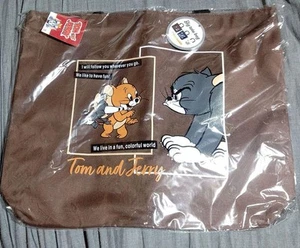 I will follow you wherever you go.
We like to have fun!
We live in a fun, colorful world
Tom and Jerry